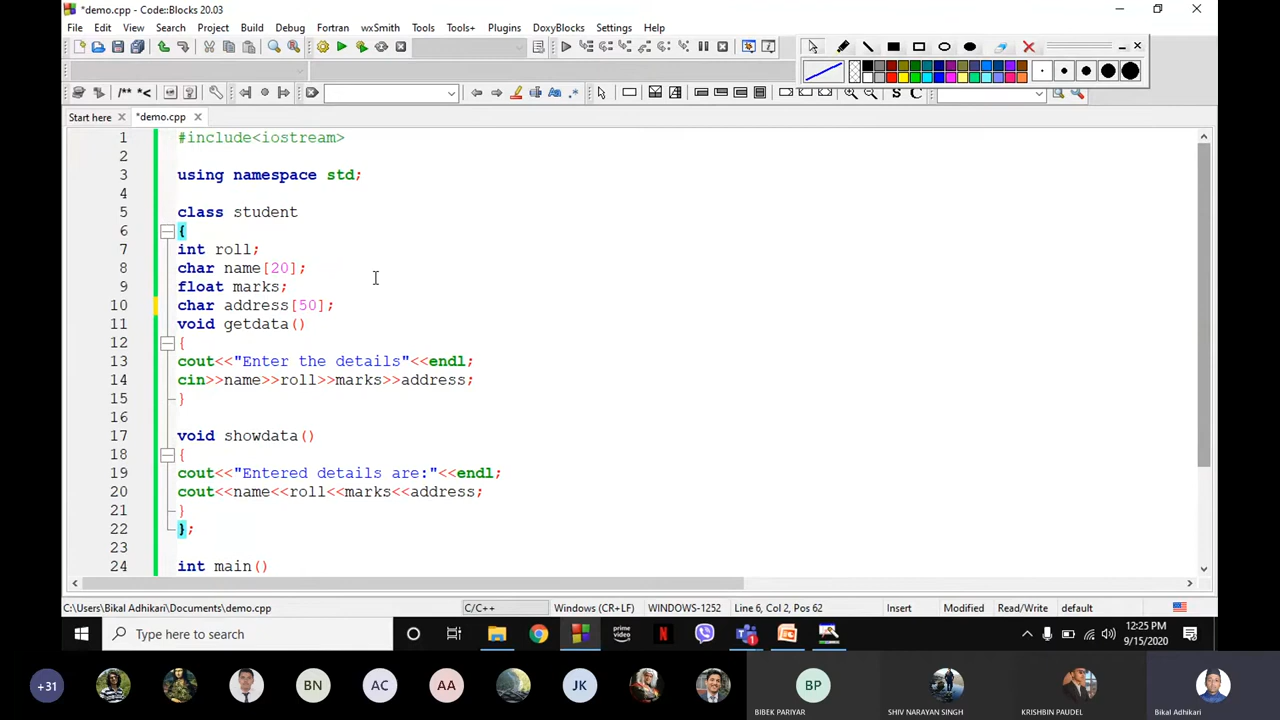 *demo.cpp - Code::Blocks 20.03
File Edit View Search Project Build Debug Fortran wxSmith Tools Tools+ Plugins DoxyBlocks Settings Help
/** *< 
.* S C
Start here *demo.cpp
1 #include<iostream>
2
3 using namespace std;
4
5 class student
6 {
7 int roll;
8 char name[20];
9 float marks;
10 char address[50];
11 void getdata()
12 {
13 cout<<"Enter the details"<<endl;
14 cin>>name>>roll>>marks>>address;
15 }
16
17 void showdata()
18 {
19 cout<<"Entered details are:"<<endl;
20 cout<<name<<roll<<marks<<address;
21 }
22 };
23
24 int main()
C:\Users\Bikal Adhikari\Documents\demo.cpp C/C++ Windows (CR+LF) WINDOWS-1252 Line 6, Col 2, Pos 62 Insert Modified Read/Write default
Type here to search prime video N 1 12:25 PM
9/15/2020
+31 BN AC AA JK BP
BIBEK PARIYAR SHIV NARAYAN SINGH KRISHBIN PAUDEL Bikal Adhikari